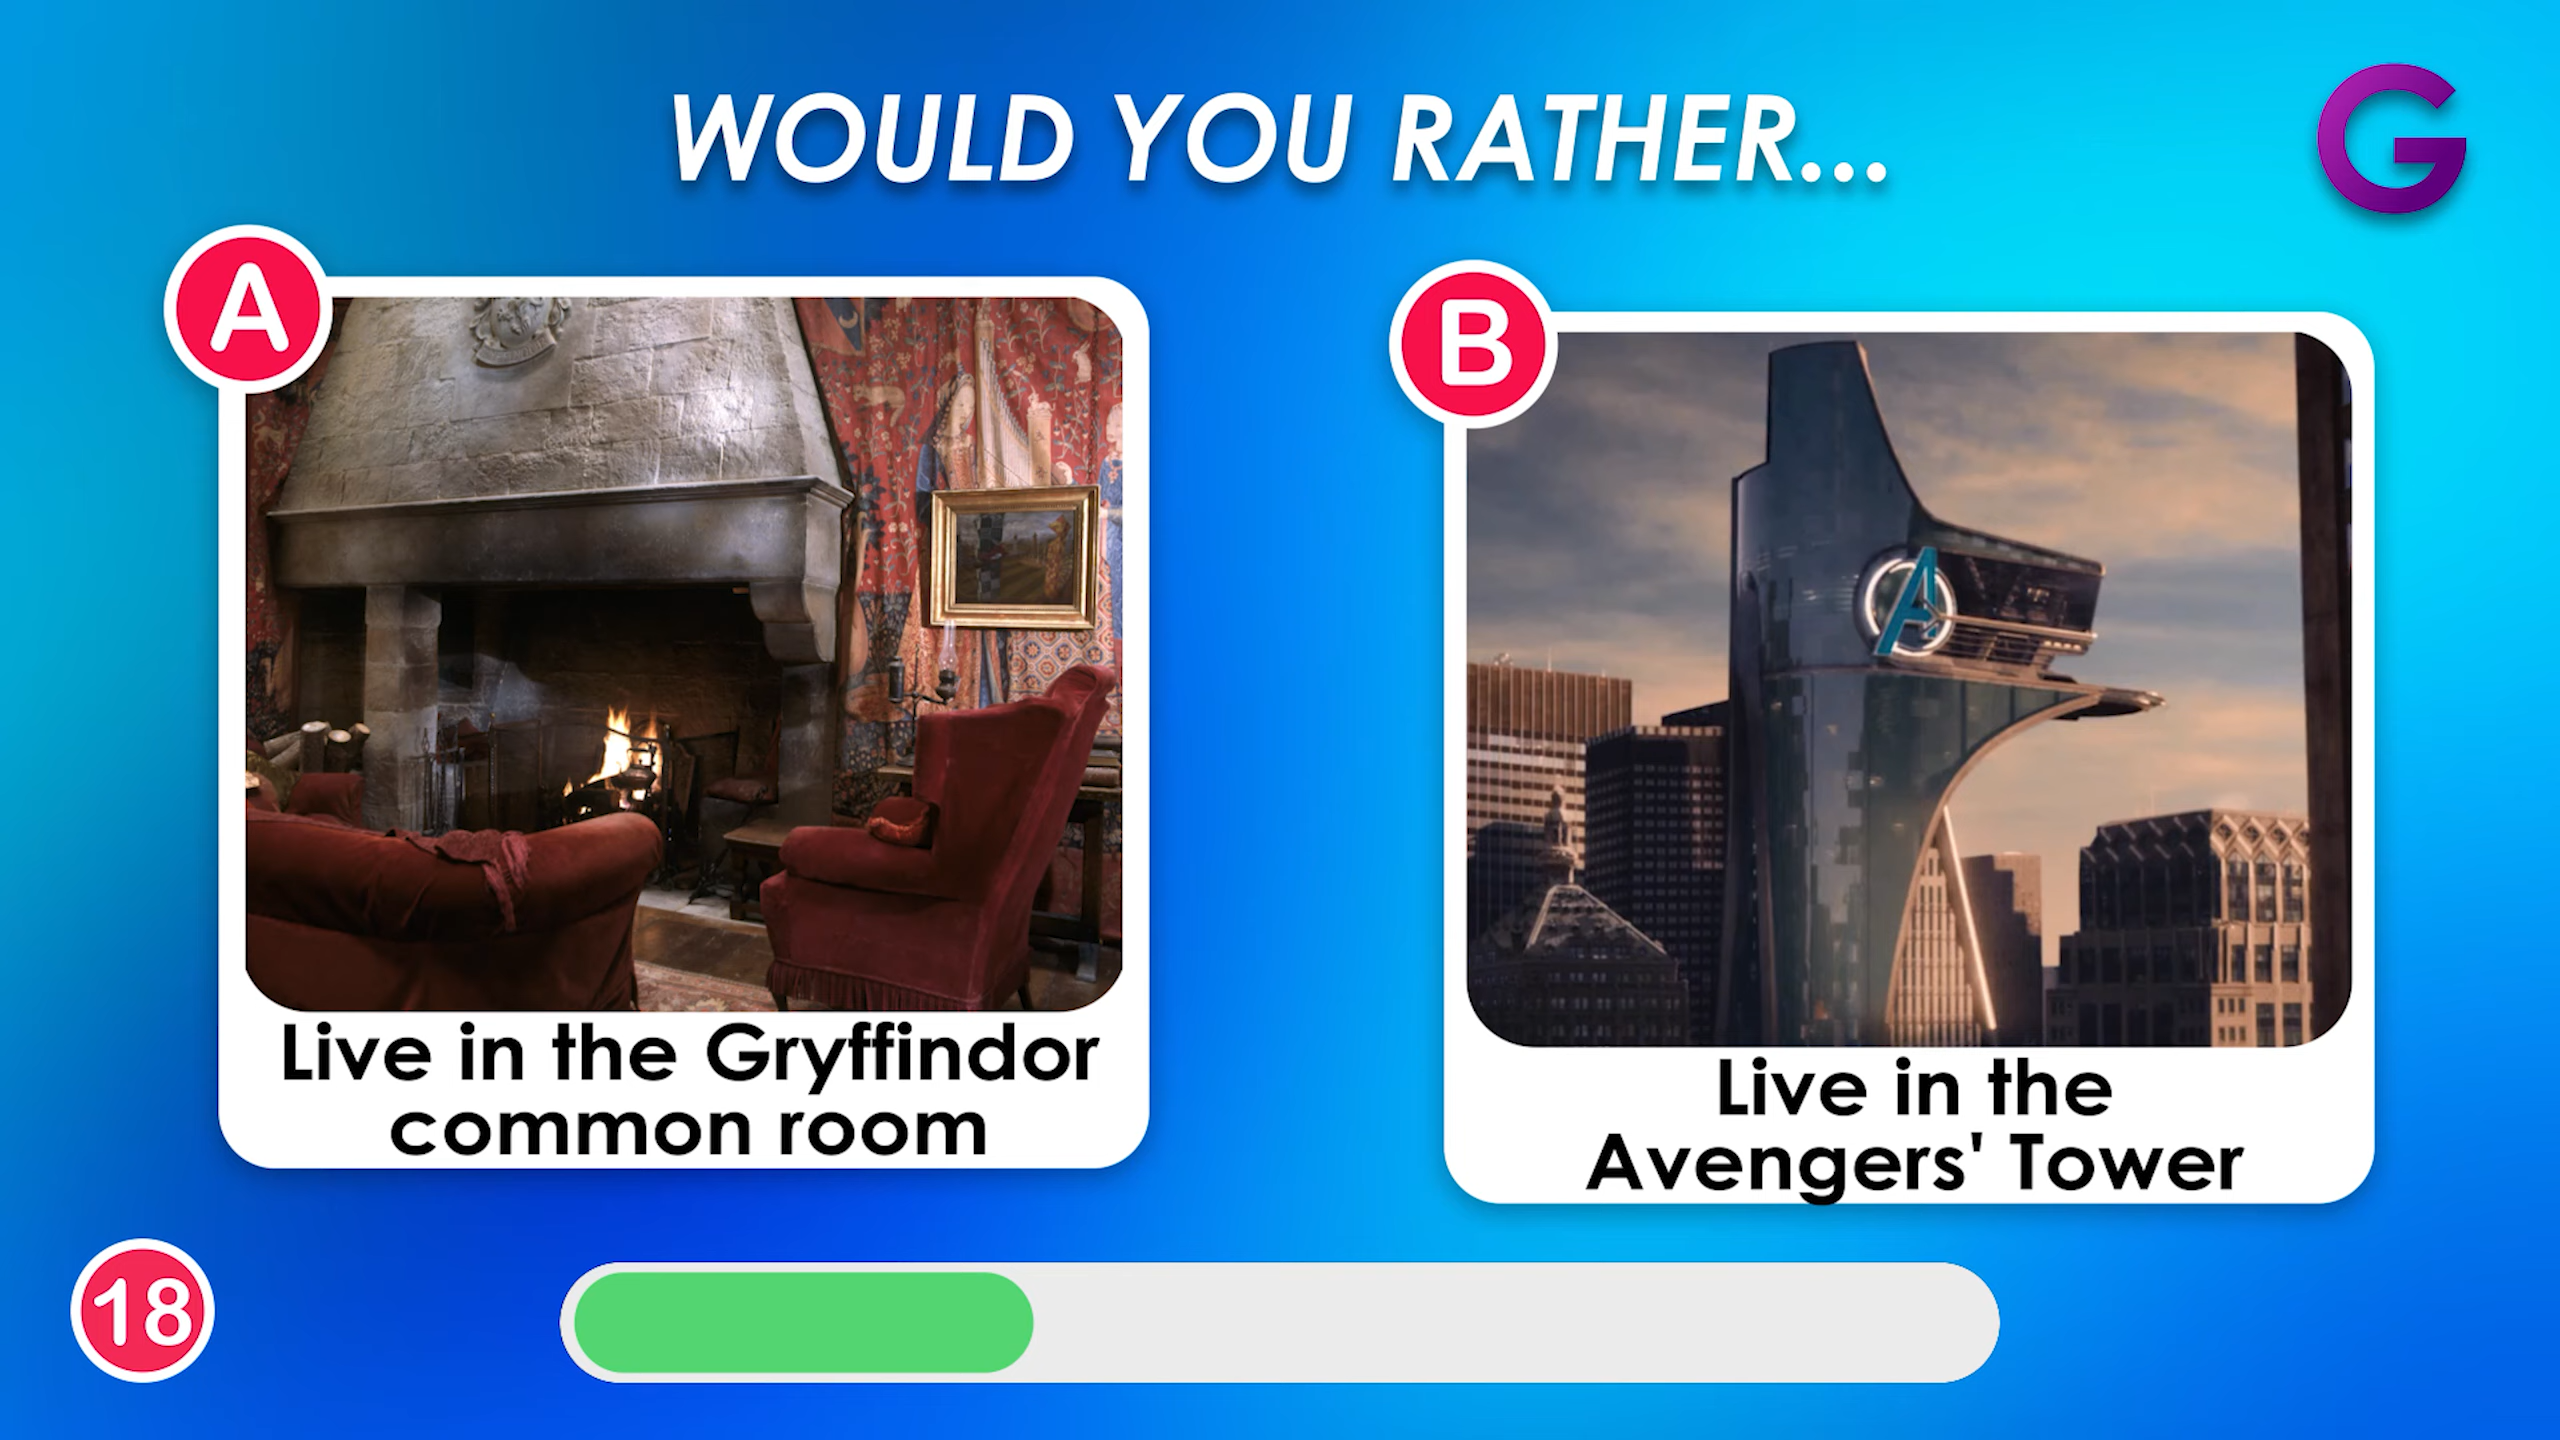 WOULD YOU RATHER...
G
A
B
A
Live in the Gryffindor
common room
Live in the
Avengers' Tower
18